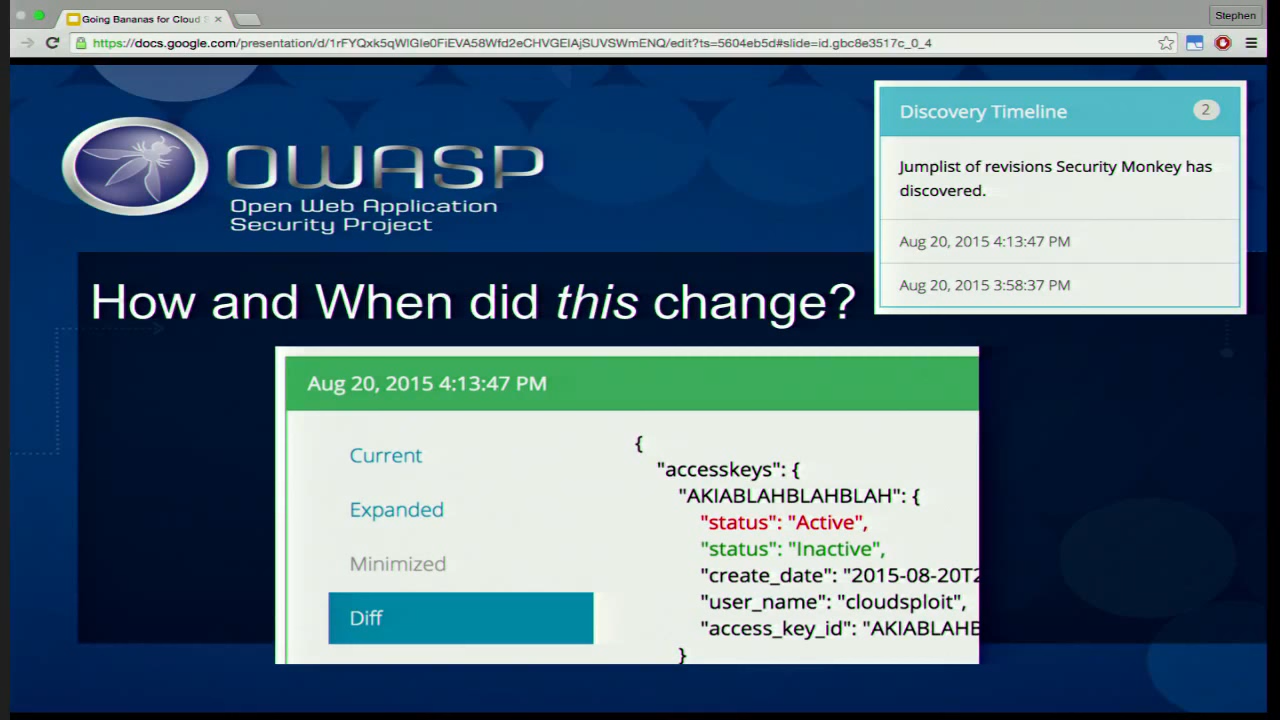 Going Bananas for Cloud
Stephen
https://docs.google.com/presentation/d/1rFYQxk5qWlGIe0FiEVA58Wfd2eCHVGEIAjSUVSWmENQ/edit?ts=5604eb5d#slide=id.gbc8e3517c_0_4
OWASP
Open Web Application
Security Project
Discovery Timeline 2
Jumplist of revisions Security Monkey has
discovered.
Aug 20, 2015 4:13:47 PM
Aug 20, 2015 3:58:37 PM
How and When did this change?
Aug 20, 2015 4:13:47 PM
Current
Expanded
Minimized
Diff
{
"accesskeys": {
"AKIABLAHBLAHBLAH": {
"status": "Active",
"status": "Inactive",
"create_date": "2015-08-20T2
"user_name": "cloudsploit",
"access_key_id": "AKIABLAHB
}